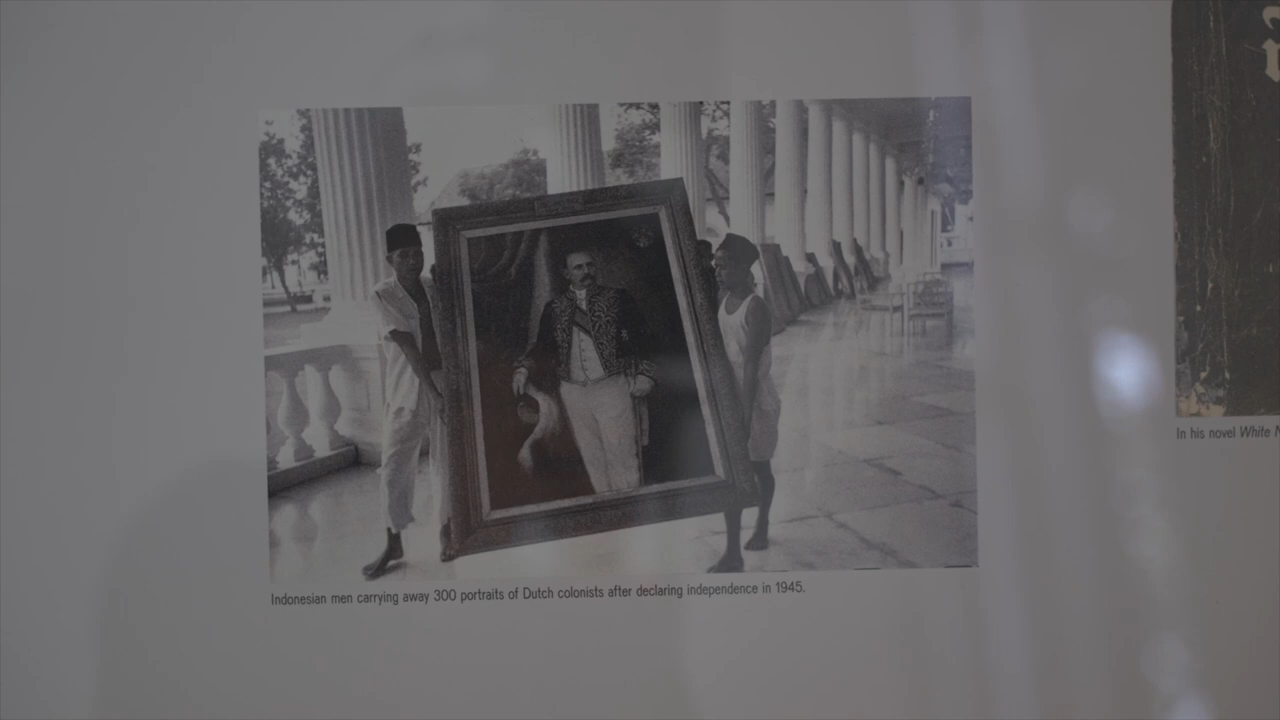 Indonesian men carrying away 300 portraits of Dutch colonists after declaring independence in 1945.
In his novel White